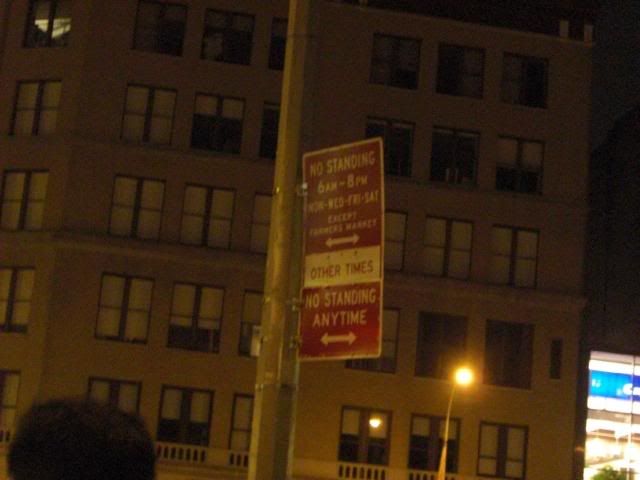 NO STANDING
6AM-8PM
MON-WED-FRI-SAT
EXCEPT
FARMERS MARKET
OTHER TIMES
NO STANDING
ANYTIME